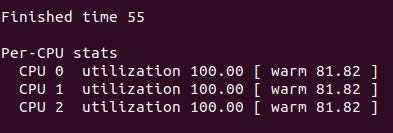 Finished time 55
Per-CPU stats
CPU 0 utilization 100.00 [ warm 81.82 ]
CPU 1 utilization 100.00 [ warm 81.82 ]
CPU 2 utilization 100.00 [ warm 81.82 ]